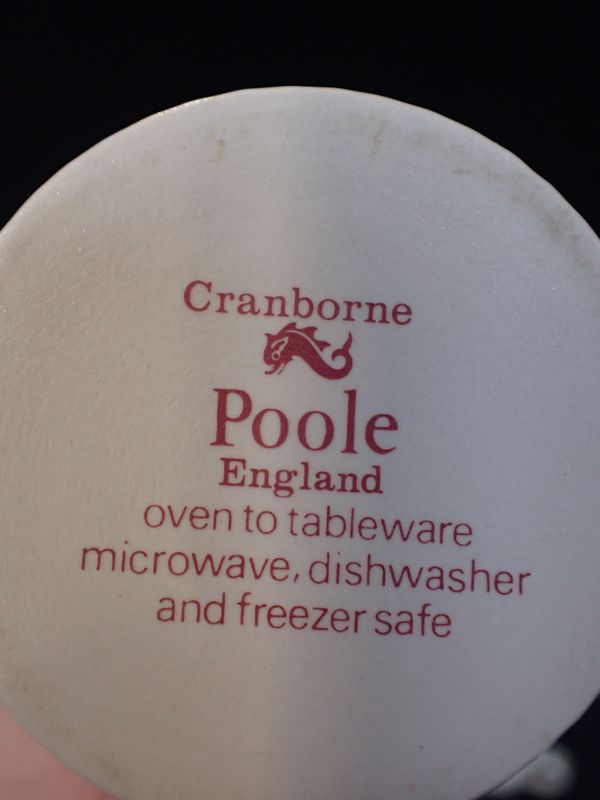 Cranborne
Poole
England
oven to tableware
microwave, dishwasher
and freezer safe